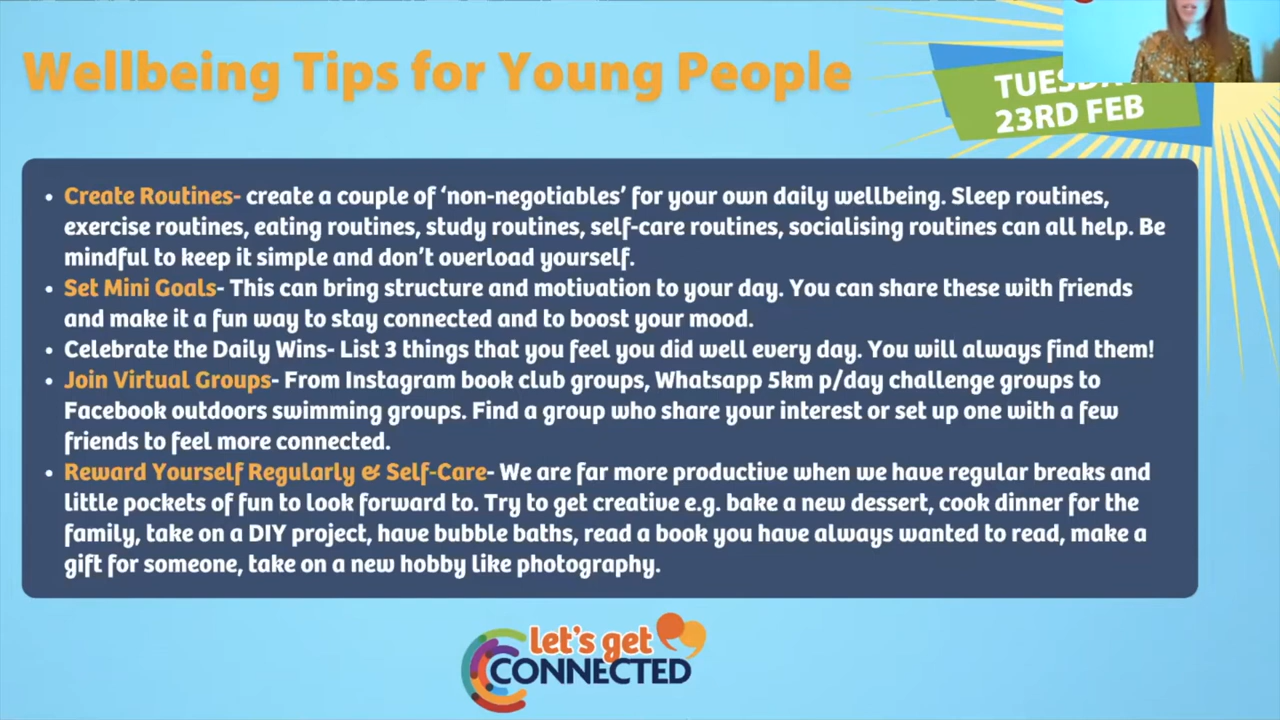 Wellbeing Tips for Young People
23RD FEB
• Create Routines- create a couple of ‘non-negotiables’ for your own daily wellbeing. Sleep routines,
exercise routines, eating routines, study routines, self-care routines, socialising routines can all help. Be
mindful to keep it simple and don’t overload yourself.
• Set Mini Goals- This can bring structure and motivation to your day. You can share these with friends
and make it a fun way to stay connected and to boost your mood.
• Celebrate the Daily Wins- List 3 things that you feel you did well every day. You will always find them!
• Join Virtual Groups- From Instagram book club groups, Whatsapp 5km p/day challenge groups to
Facebook outdoors swimming groups. Find a group who share your interest or set up one with a few
friends to feel more connected.
• Reward Yourself Regularly & Self-Care- We are far more productive when we have regular breaks and
little pockets of fun to look forward to. Try to get creative e.g. bake a new dessert, cook dinner for the
family, take on a DIY project, have bubble baths, read a book you have always wanted to read, make a
gift for someone, take on a new hobby like photography.
let's get
CONNECTED